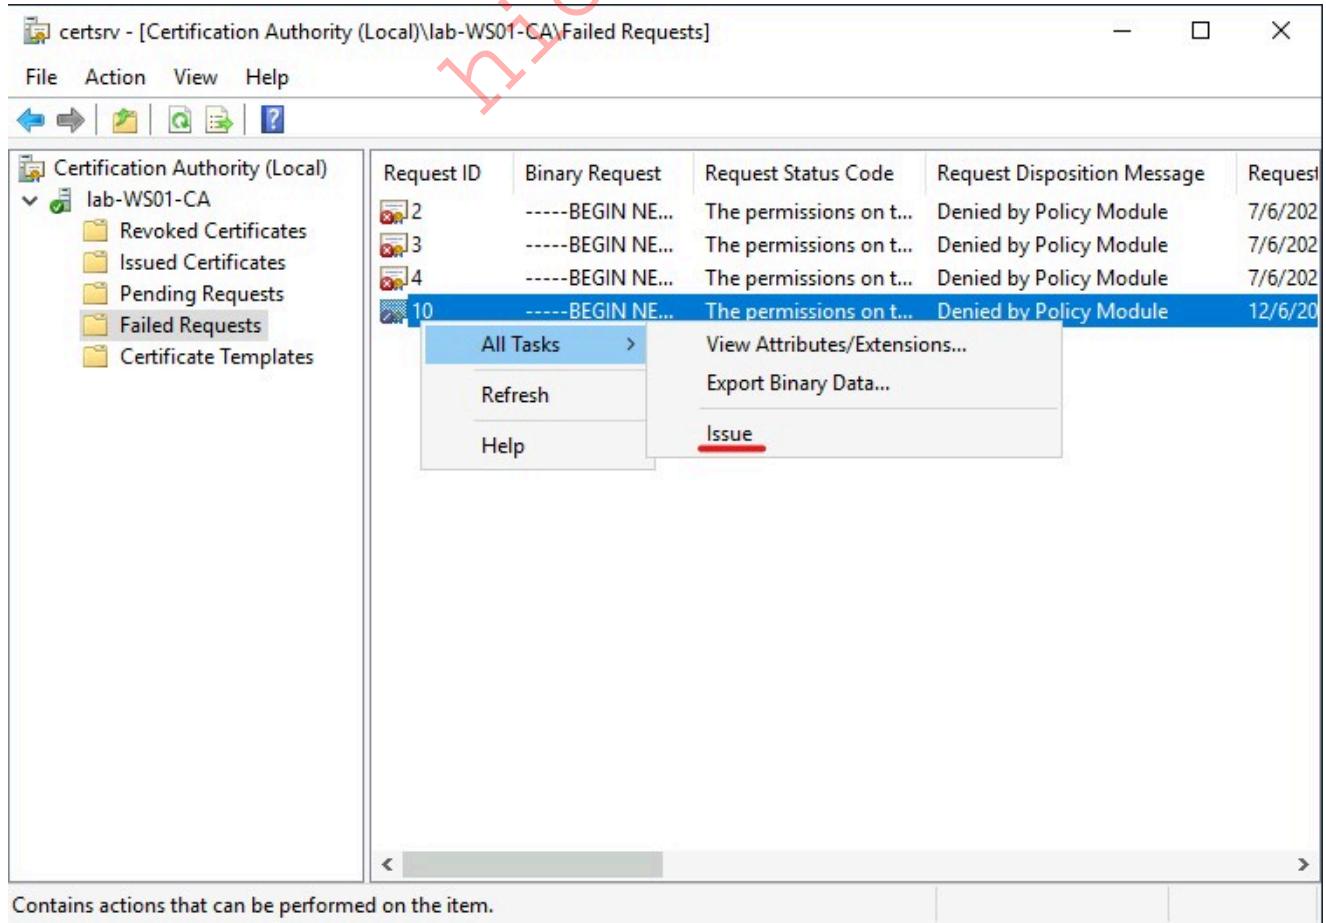 certsrv - [Certification Authority (Local)\lab-WS01-CA\Failed Requests]
File Action View Help
Certification Authority (Local)
lab-WS01-CA
Revoked Certificates
Issued Certificates
Pending Requests
Failed Requests
Certificate Templates
Request ID Binary Request Request Status Code Request Disposition Message Request
2 -----BEGIN NE... The permissions on t... Denied by Policy Module 7/6/202
3 -----BEGIN NE... The permissions on t... Denied by Policy Module 7/6/202
4 -----BEGIN NE... The permissions on t... Denied by Policy Module 7/6/202
10 -----BEGIN NE... The permissions on t... Denied by Policy Module 12/6/20
All Tasks
Refresh
Help
View Attributes/Extensions...
Export Binary Data...
Issue
Contains actions that can be performed on the item.